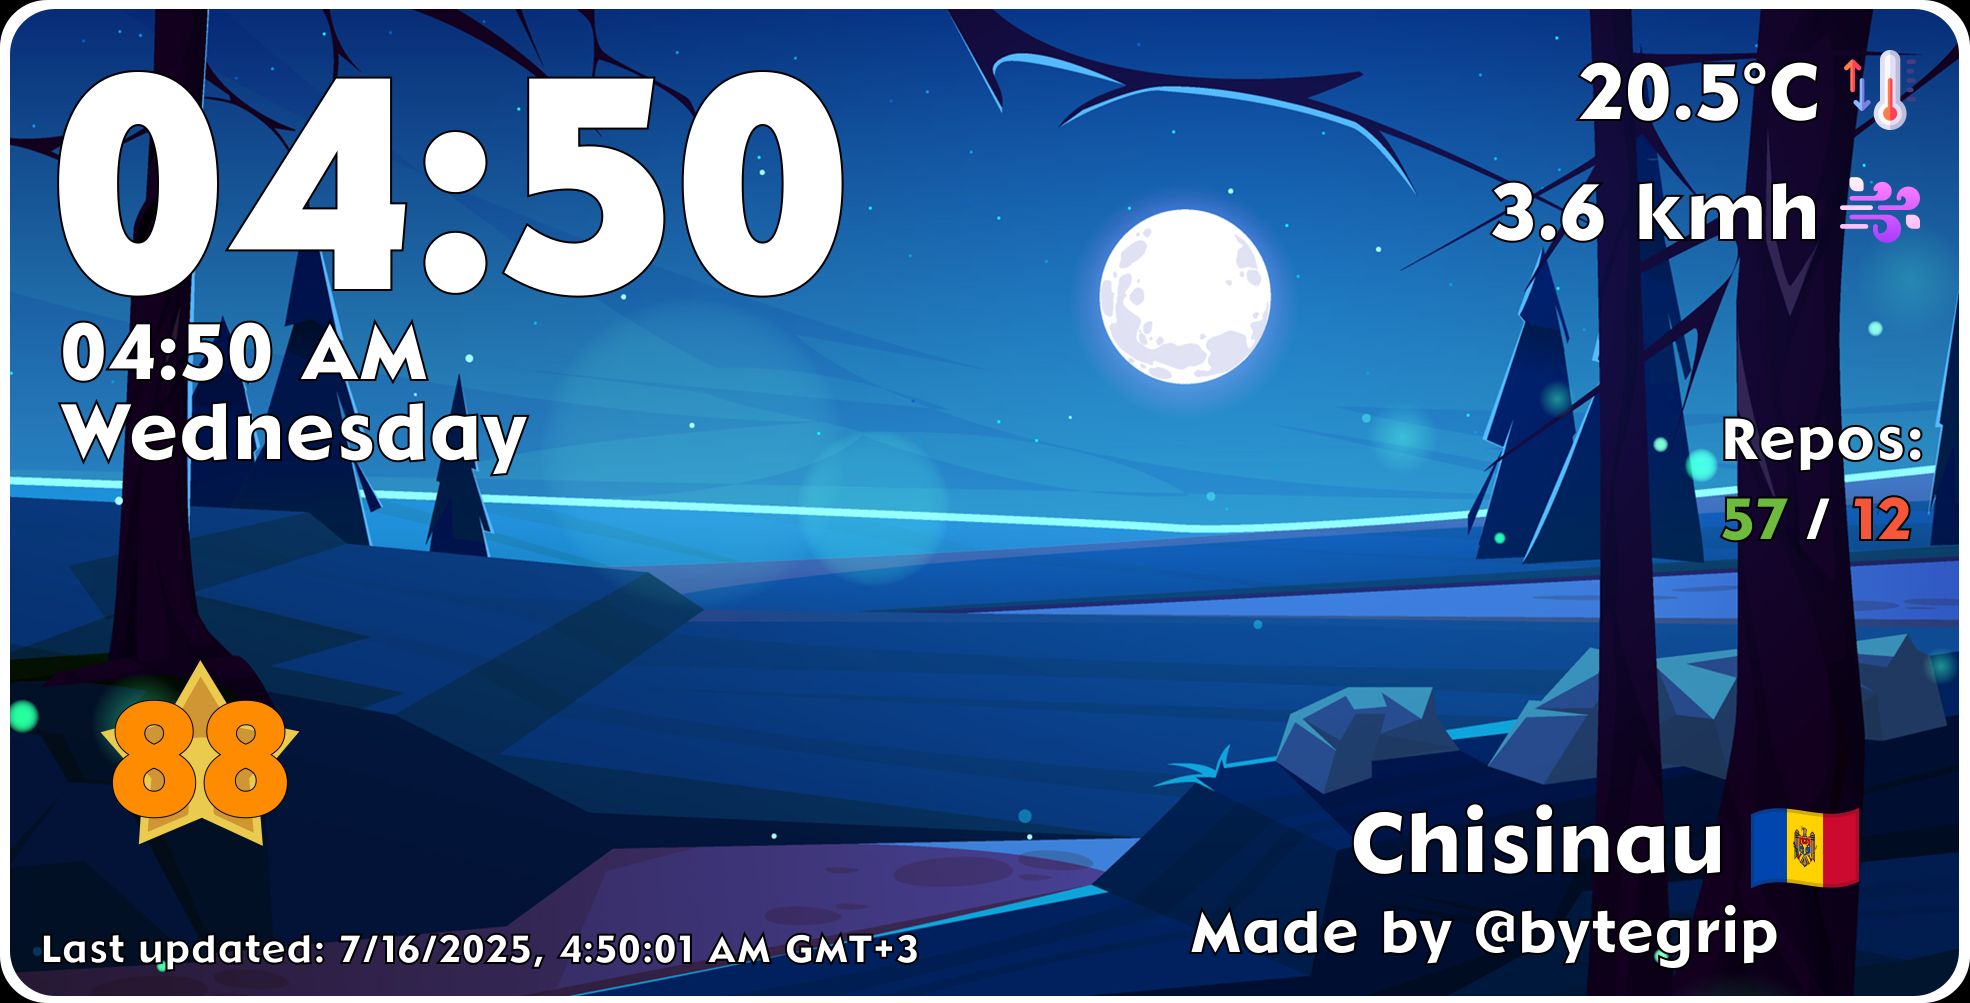 04:50
04:50 AM
Wednesday
20.5°C
3.6 kmh
Repos:
57 / 12
88
Chisinau
Made by @bytegrip
Last updated: 7/16/2025, 4:50:01 AM GMT+3